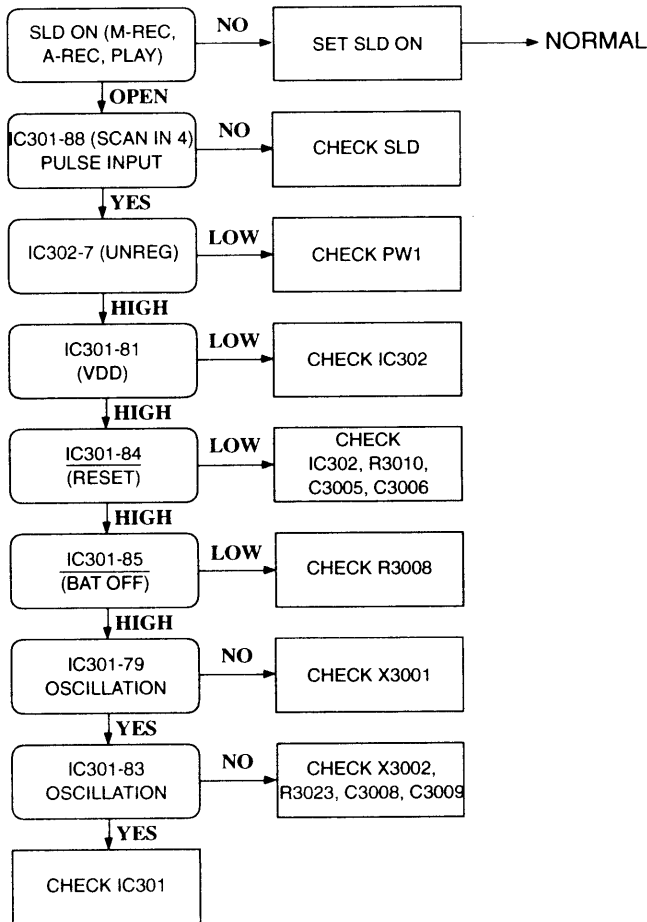 SLD ON (M-REC,
A-REC, PLAY)
NO
SET SLD ON
NORMAL
OPEN
IC301-88 (SCAN IN 4)
PULSE INPUT
NO
CHECK SLD
YES
IC302-7 (UNREG)
LOW
CHECK PW1
HIGH
IC301-81
(VDD)
LOW
CHECK IC302
HIGH
IC301-84
(RESET)
LOW
CHECK
IC302, R3010,
C3005, C3006
HIGH
IC301-85
(BAT OFF)
LOW
CHECK R3008
HIGH
IC301-79
OSCILLATION
NO
CHECK X3001
YES
IC301-83
OSCILLATION
NO
CHECK X3002,
R3023, C3008, C3009
YES
CHECK IC301